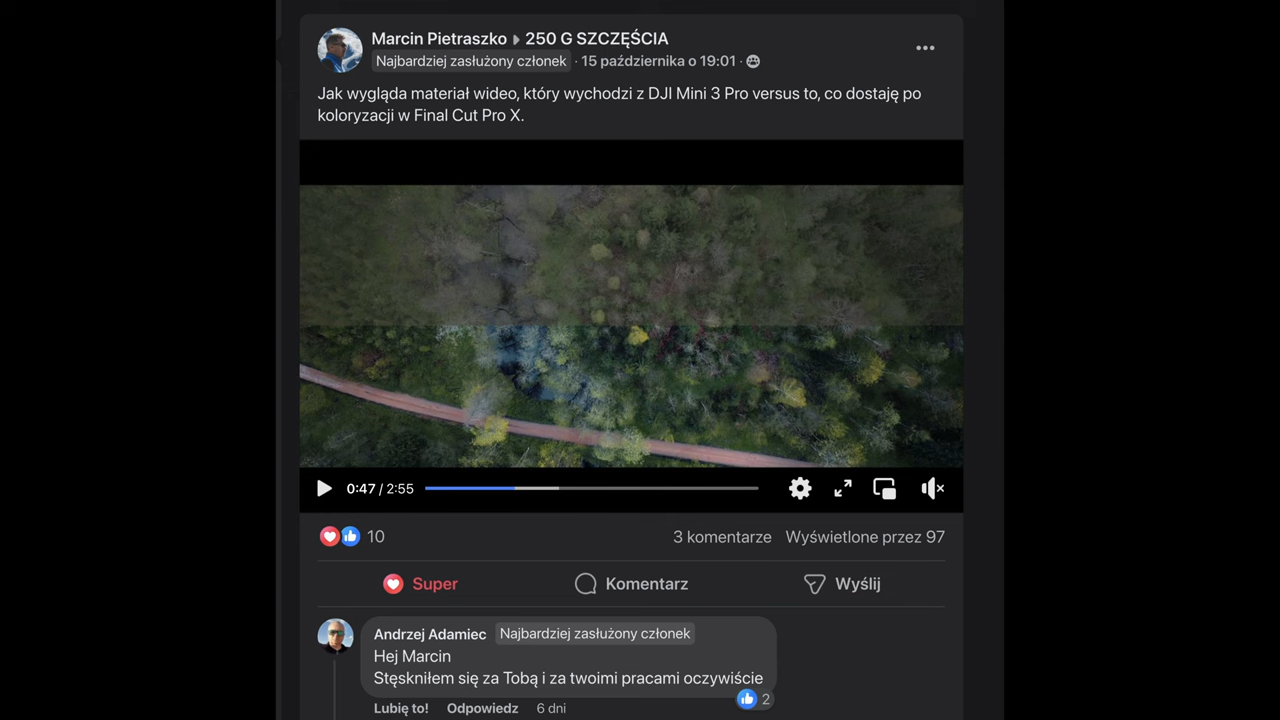 Marcin Pietraszko 250 G SZCZĘŚCIA
Najbardziej zasłużony członek · 15 października o 19:01 ·
Jak wygląda materiał wideo, który wychodzi z DJI Mini 3 Pro versus to, co dostaję po
koloryzacji w Final Cut Pro X.
0:47 / 2:55
10 3 komentarze Wyświetlone przez 97
Super Komentarz Wyślij
Andrzej Adamiec Najbardziej zasłużony członek
Hej Marcin
Stęskniłem się za Tobą i za twoimi pracami oczywiście
2
Lubię to! Odpowiedz 6 dni